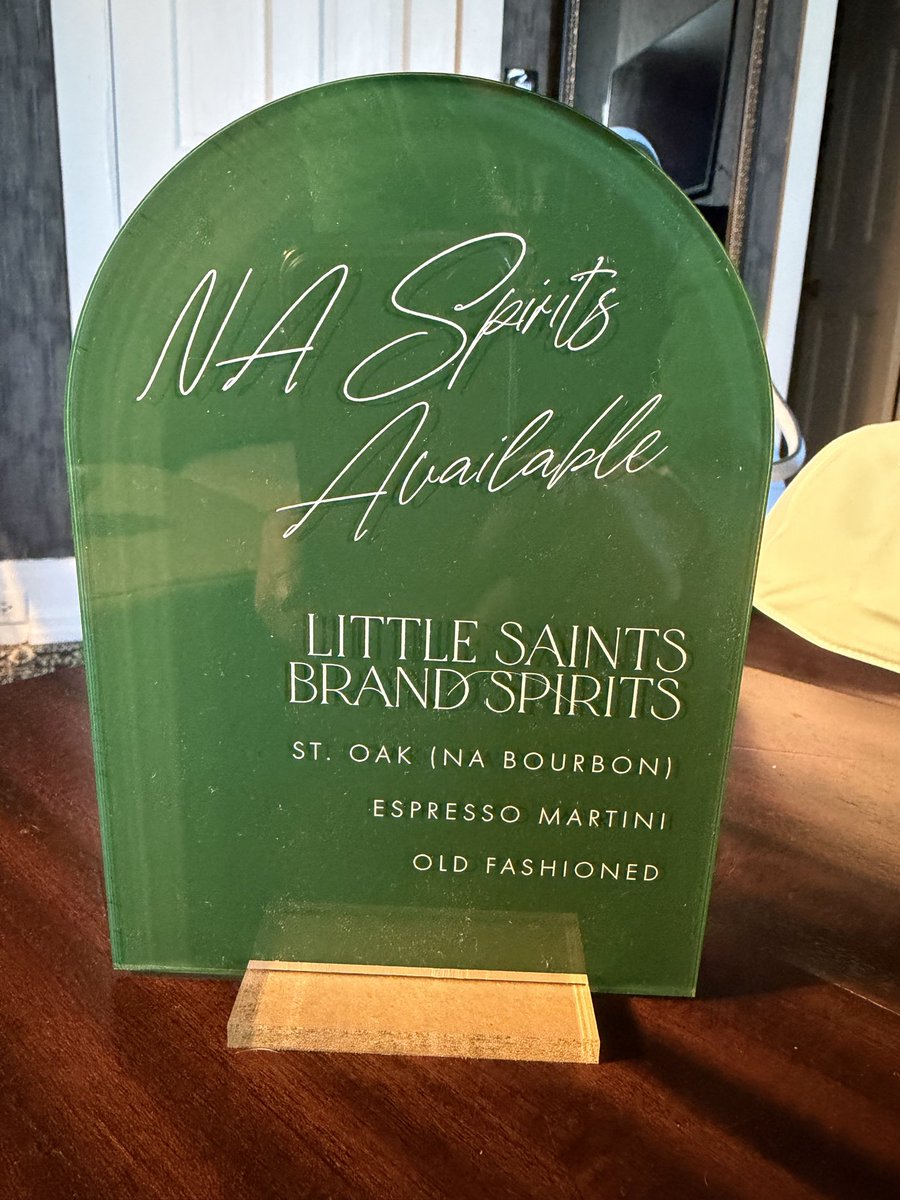 NA Spirits
Available
LITTLE SAINTS
BRAND SPIRITS
ST. OAK (NA BOURBON)
ESPRESSO MARTINI
OLD FASHIONED